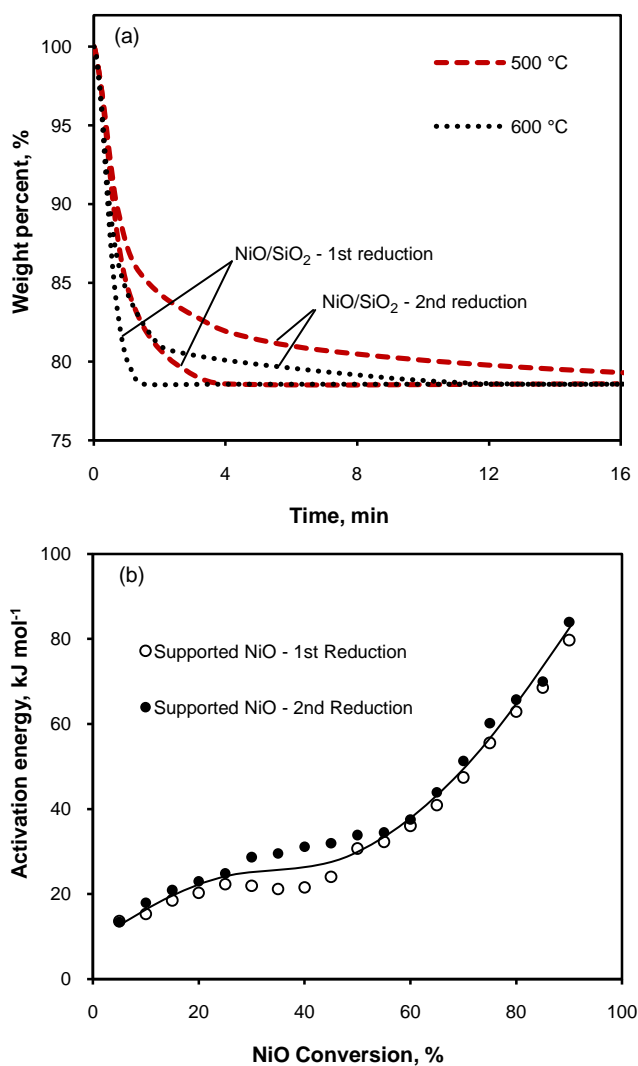 (a)
100
95
90
85
80
75
Weight percent, %
500 °C
600 °C
NiO/SiO₂ - 1st reduction
NiO/SiO₂ - 2nd reduction
0
4
8
12
16
Time, min
(b)
100
80
60
40
20
0
Activation energy, kJ mol⁻¹
Supported NiO - 1st Reduction
Supported NiO - 2nd Reduction
0
20
40
60
80
100
NiO Conversion, %